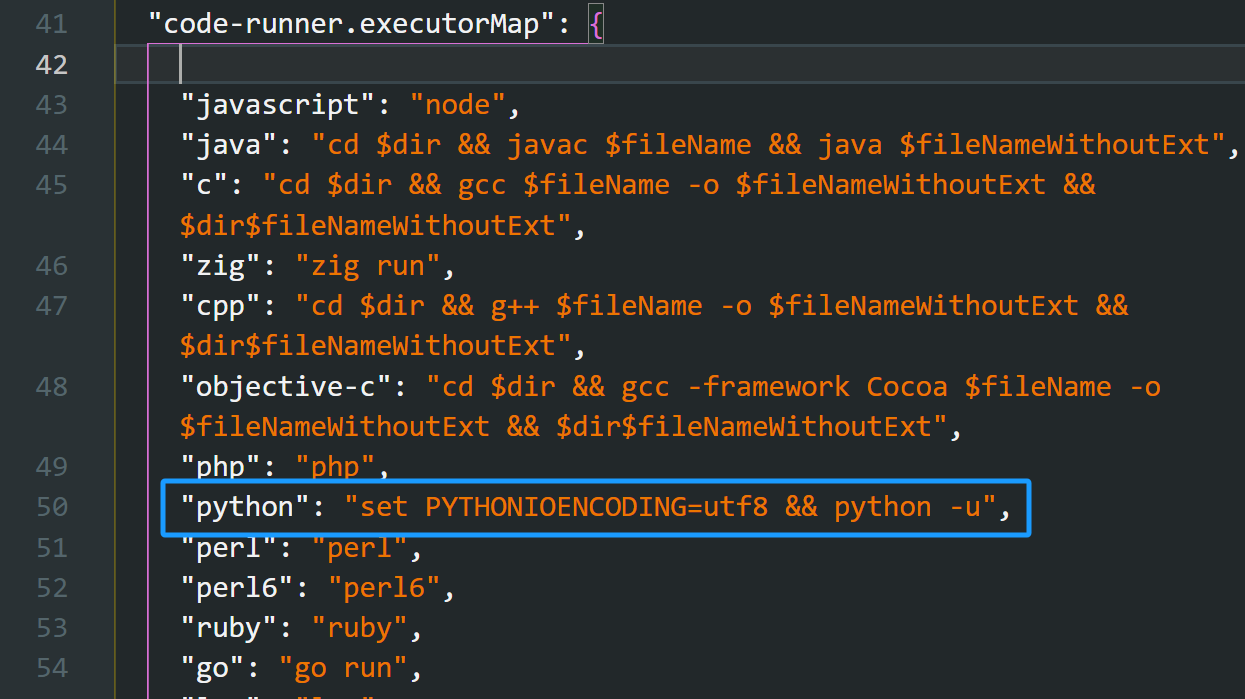 41 "code-runner.executorMap": {
42
43 "javascript": "node",
44 "java": "cd $dir && javac $fileName && java $fileNameWithoutExt",
45 "c": "cd $dir && gcc $fileName -o $fileNameWithoutExt &&
$dir$fileNameWithoutExt",
46 "zig": "zig run",
47 "cpp": "cd $dir && g++ $fileName -o $fileNameWithoutExt &&
$dir$fileNameWithoutExt",
48 "objective-c": "cd $dir && gcc -framework Cocoa $fileName -o
$fileNameWithoutExt && $dir$fileNameWithoutExt",
49 "php": "php",
50 "python": "set PYTHONIOENCODING=utf8 && python -u",
51 "perl": "perl",
52 "perl6": "perl6",
53 "ruby": "ruby",
54 "go": "go run",